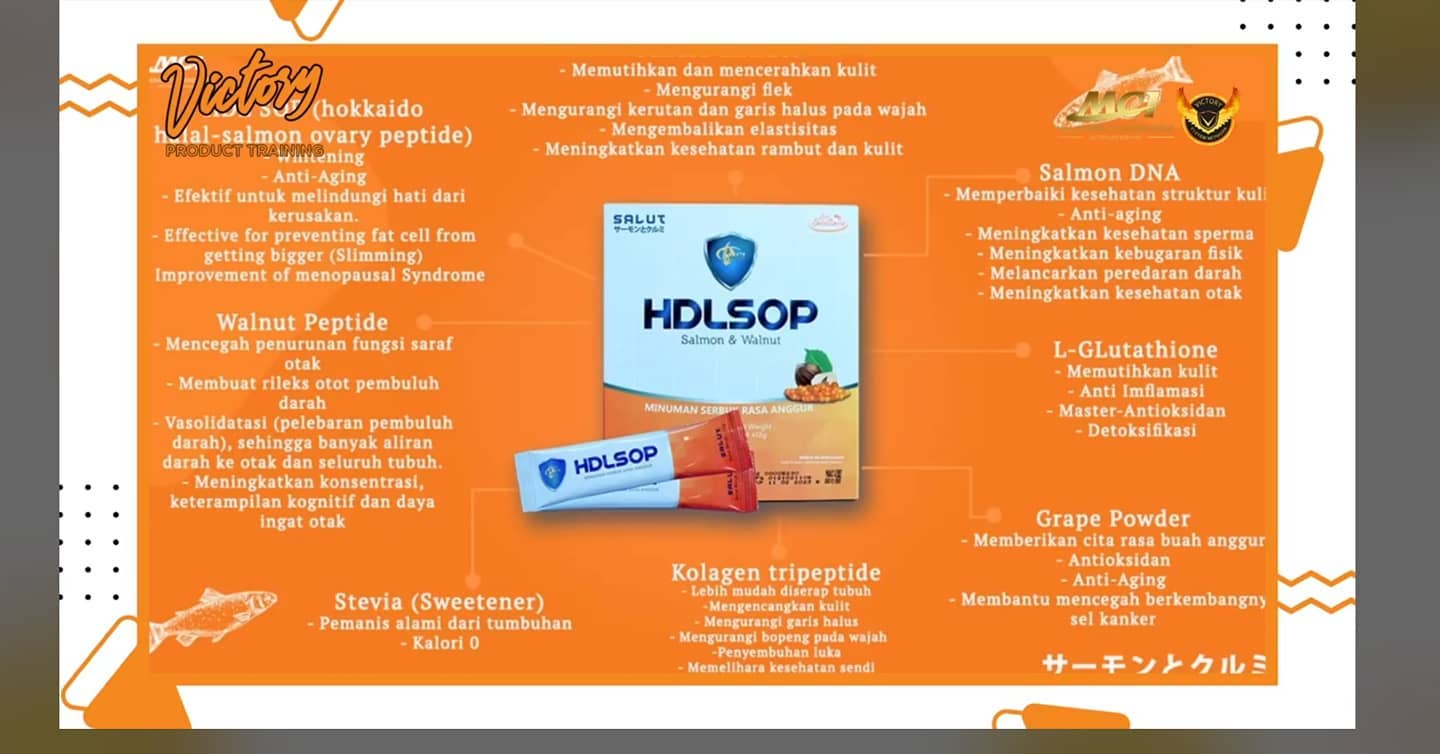 Victory
PRODUCT TRAINING
MCI
VICTORY
(hokkaido
halal-salmon ovary peptide)
- Whitening
- Anti-Aging
- Efektif untuk melindungi hati dari
kerusakan.
- Effective for preventing fat cell from
getting bigger (Slimming)
Improvement of menopausal Syndrome
Walnut Peptide
- Mencegah penurunan fungsi saraf
otak
- Membuat rileks otot pembuluh
darah
- Vasolidatasi (pelebaran pembuluh
darah), sehingga banyak aliran
darah ke otak dan seluruh tubuh.
- Meningkatkan konsentrasi,
keterampilan kognitif dan daya
ingat otak
Stevia (Sweetener)
- Pemanis alami dari tumbuhan
- Kalori 0
- Memutihkan dan mencerahkan kulit
- Mengurangi flek
- Mengurangi kerutan dan garis halus pada wajah
- Mengembalikan elastisitas
- Meningkatkan kesehatan rambut dan kulit
SALUT
サーモンとクルミ
HDLSOP
Salmon & Walnut
MINUMAN SERBUK RASA ANGGUR
Weight
HDLSOP
SALUT
SALUT
Kolagen tripeptide
- Lebih mudah diserap tubuh
-Mengencangkan kulit
- Mengurangi garis halus
- Mengurangi bopeng pada wajah
-Penyembuhan luka
- Memelihara kesehatan sendi
Salmon DNA
- Memperbaiki kesehatan struktur kuli
- Anti-aging
- Meningkatkan kesehatan sperma
- Meningkatkan kebugaran fisik
- Melancarkan peredaran darah
- Meningkatkan kesehatan otak
L-GLutathione
- Memutihkan kulit
- Anti Imflamasi
- Master-Antioksidan
- Detoksifikasi
Grape Powder
- Memberikan cita rasa buah anggur
- Antioksidan
- Anti-Aging
- Membantu mencegah berkembangny
sel kanker
サーモンとクルミ